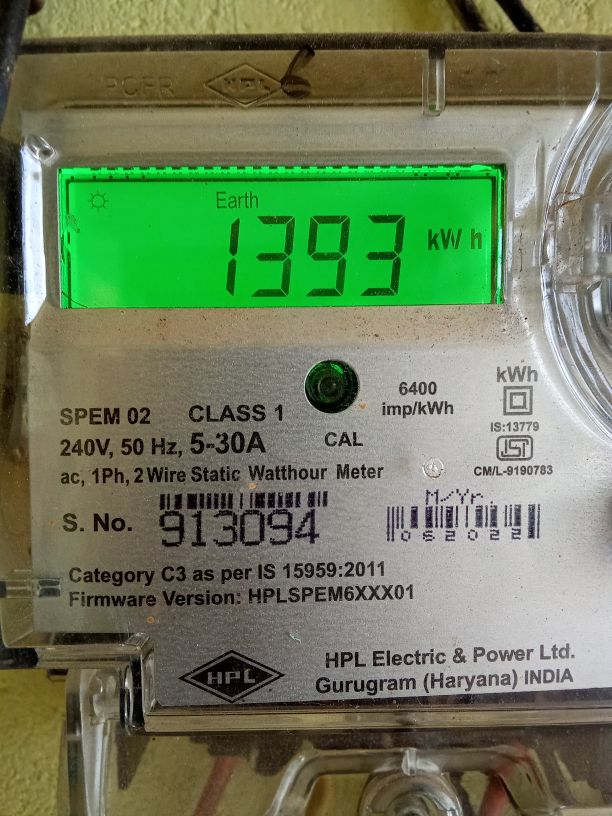 HPL
6
Earth
1393 kWh
6400
imp/kWh
kWh
IS:13779
CM/L-9190783
SPEM 02 CLASS 1
240V, 50 Hz, 5-30A
CAL
ac, 1Ph, 2 Wire Static Watthour Meter
S. No. 913094
M/Yr.
062022
Category C3 as per IS 15959:2011
Firmware Version: HPLSPEM6XXX01
HPL
HPL Electric & Power Ltd.
Gurugram (Haryana) INDIA